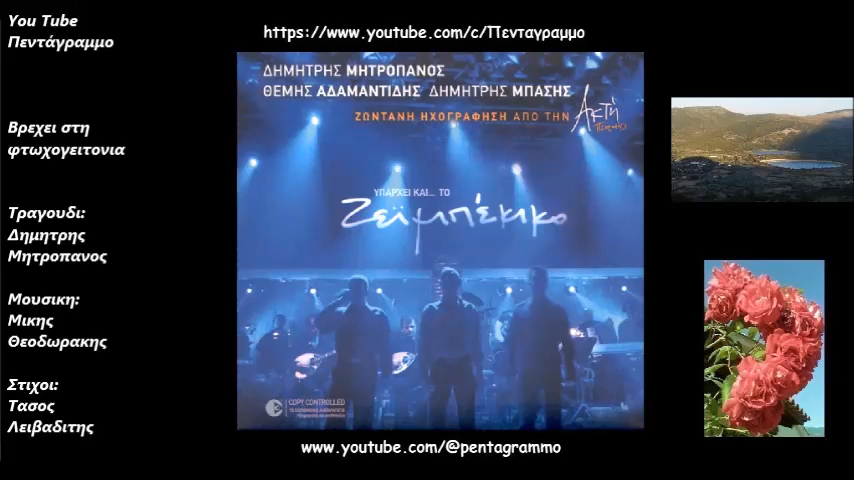 You Tube
Πεντάγραμμο
Βρεχει στη
φτωχογειτονια
Τραγουδι:
Δημητρης
Μητροπανος
Μουσικη:
Μικης
Θεοδωρακης
Στιχοι:
Τασος
Λειβαδιτης
https://www.youtube.com/c/Πενταγραμμο
ΔΗΜΗΤΡΗΣ ΜΗΤΡΟΠΑΝΟΣ
ΘΕΜΗΣ ΑΔΑΜΑΝΤΙΔΗΣ ΔΗΜΗΤΡΗΣ ΜΠΑΣΗΣ
ΖΩΝΤΑΝΗ ΗΧΟΓΡΑΦΗΣΗ ΑΠΟ ΤΗΝ Ακτή
ΥΠΑΡΧΕΙ ΚΑΙ... ΤΟ
Ζεϊμπέκικο
COPY CONTROLLED
www.youtube.com/@pentagrammo